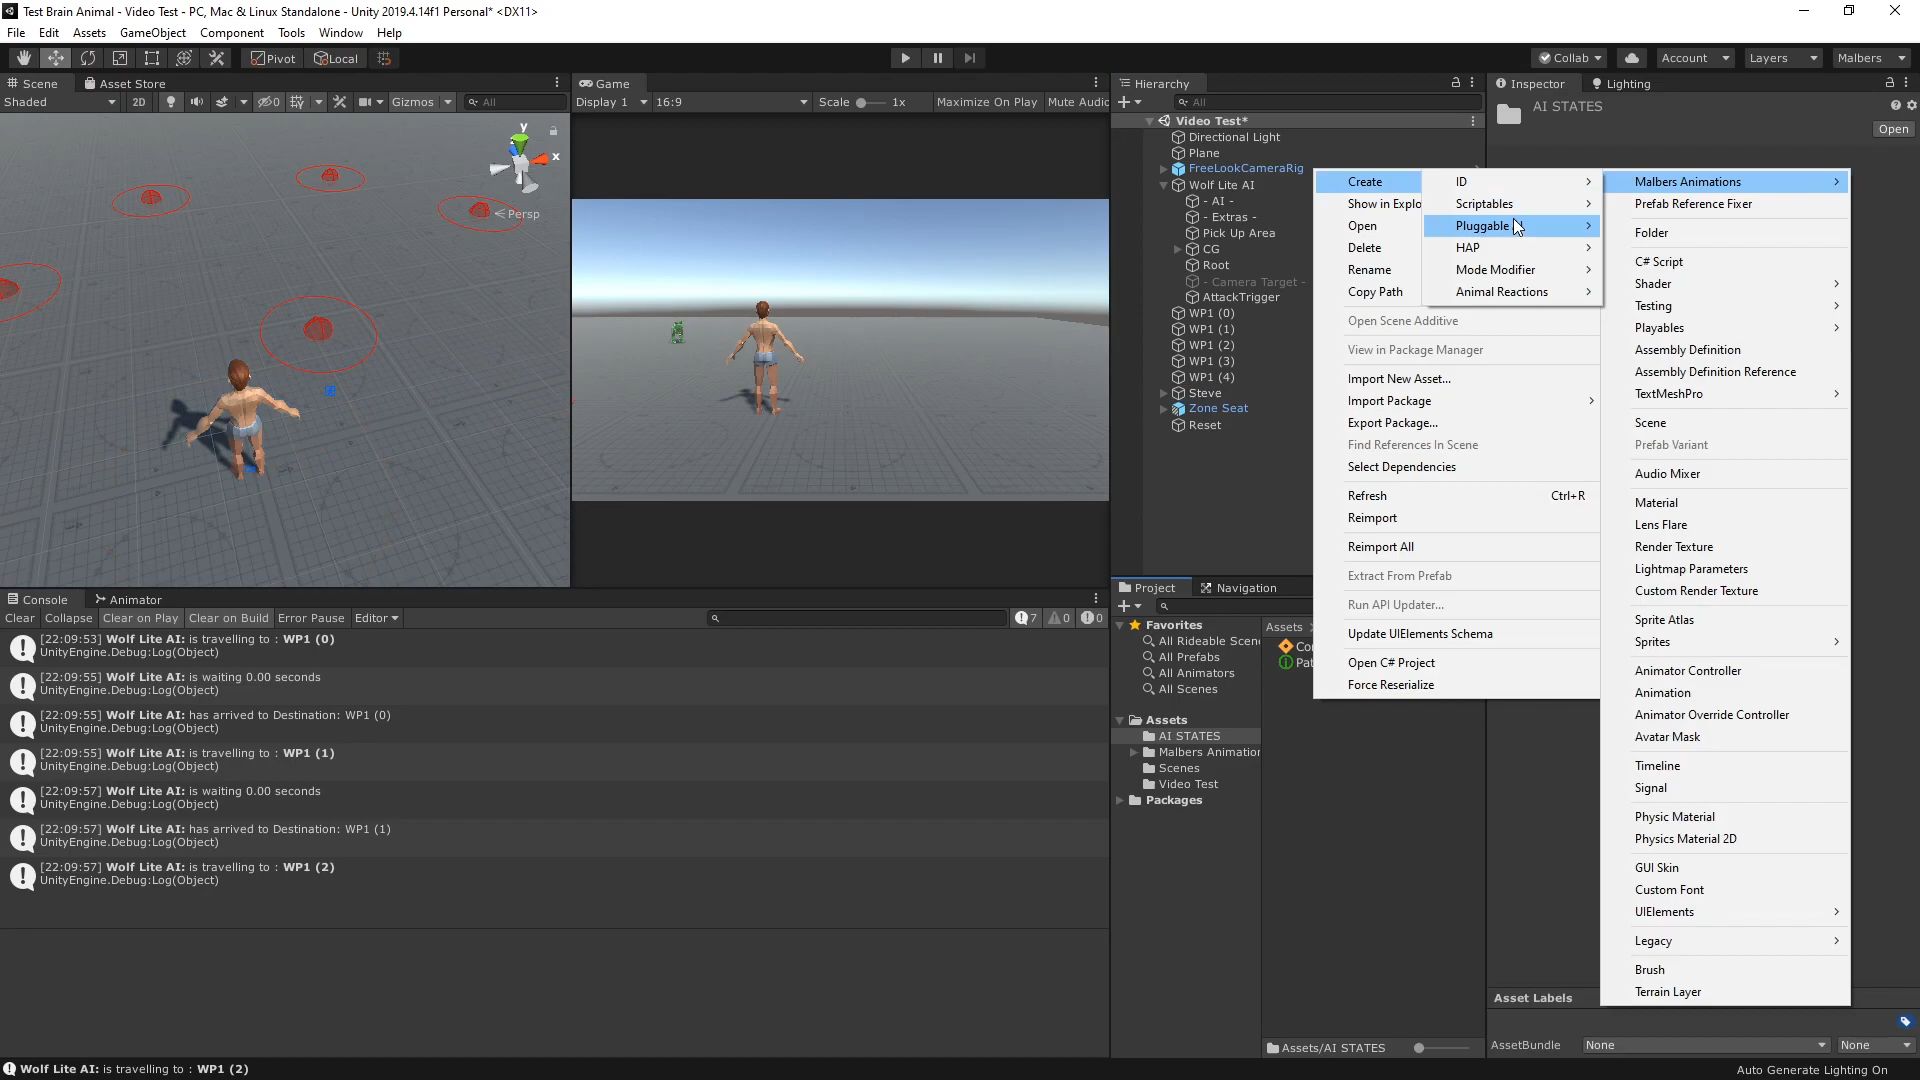 Test Brain Animal - Video Test - PC, Mac & Linux Standalone - Unity 2019.4.14f1 Personal* <DX11>
File Edit Assets GameObject Component Tools Window Help
Pivot Local Collab Account Layers Malbers
Scene Asset Store
Shaded 2D Gizmos All
y
x
Persp
Game
Display 1 16:9 Scale 1x Maximize On Play Mute Audio
Hierarchy
All
Video Test*
Directional Light
Plane
FreeLookCameraRig
Wolf Lite AI
- AI -
- Extras -
Pick Up Area
CG
Root
- Camera Target -
AttackTrigger
WP1 (0)
WP1 (1)
WP1 (2)
WP1 (3)
WP1 (4)
Steve
Zone Seat
Reset
Inspector Lighting
AI STATES
Open
Create
Show in Explo
Open
Delete
Rename
Copy Path
Open Scene Additive
View in Package Manager
Import New Asset...
Import Package
Export Package...
Find References In Scene
Select Dependencies
Refresh Ctrl+R
Reimport
Reimport All
Extract From Prefab
Run API Updater...
Update UIElements Schema
Open C# Project
Force Reserialize
ID
Scriptables
Pluggable
HAP
Mode Modifier
Animal Reactions
Malbers Animations
Prefab Reference Fixer
Folder
C# Script
Shader
Testing
Playables
Assembly Definition
Assembly Definition Reference
TextMeshPro
Scene
Prefab Variant
Audio Mixer
Material
Lens Flare
Render Texture
Lightmap Parameters
Custom Render Texture
Sprite Atlas
Sprites
Animator Controller
Animation
Animator Override Controller
Avatar Mask
Timeline
Signal
Physic Material
Physics Material 2D
GUI Skin
Custom Font
UIElements
Legacy
Brush
Terrain Layer
Console Animator
Clear Collapse Clear on Play Clear on Build Error Pause Editor 7 0 0
[22:09:53] Wolf Lite AI: is travelling to : WP1 (0)
UnityEngine.Debug:Log(Object)
[22:09:55] Wolf Lite AI: is waiting 0.00 seconds
UnityEngine.Debug:Log(Object)
[22:09:55] Wolf Lite AI: has arrived to Destination: WP1 (0)
UnityEngine.Debug:Log(Object)
[22:09:55] Wolf Lite AI: is travelling to : WP1 (1)
UnityEngine.Debug:Log(Object)
[22:09:57] Wolf Lite AI: is waiting 0.00 seconds
UnityEngine.Debug:Log(Object)
[22:09:57] Wolf Lite AI: has arrived to Destination: WP1 (1)
UnityEngine.Debug:Log(Object)
[22:09:57] Wolf Lite AI: is travelling to : WP1 (2)
UnityEngine.Debug:Log(Object)
Project Navigation
Favorites
All Rideable Scen
All Prefabs
All Animators
All Scenes
Assets
AI STATES
Malbers Animation
Scenes
Video Test
Packages
Assets
Co
Pat
Assets/AI STATES
Asset Labels
AssetBundle None None
Wolf Lite AI: is travelling to : WP1 (2)
Auto Generate Lighting On